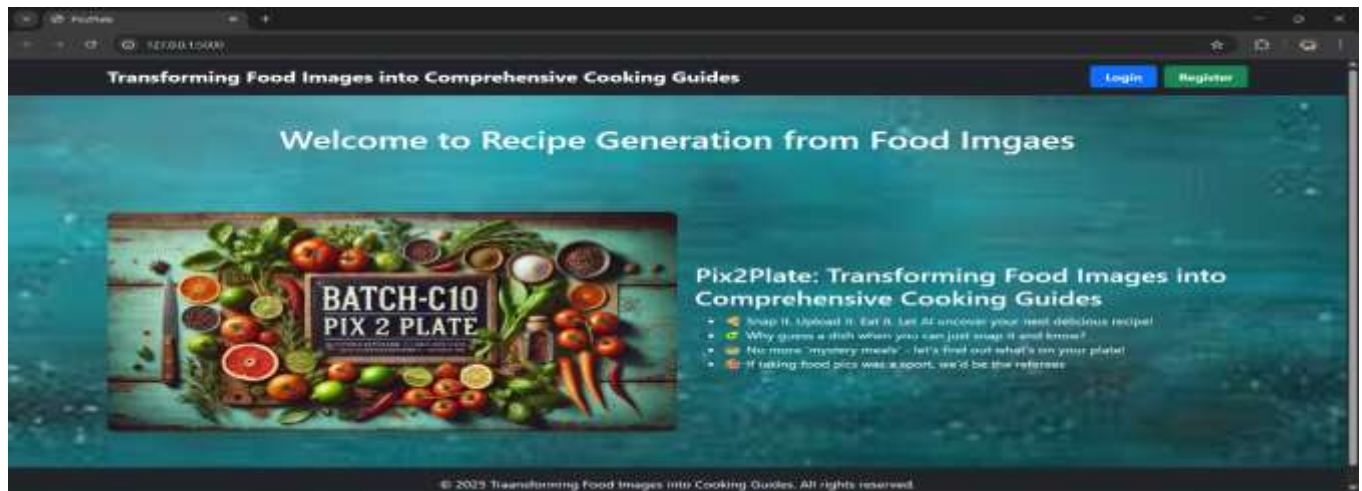 Pix2Plate
127.0.0.1:5000
Transforming Food Images into Comprehensive Cooking Guides
Login
Register
Welcome to Recipe Generation from Food Imgaes
BATCH-C10
PIX 2 PLATE
Pix2Plate: Transforming Food Images into
Comprehensive Cooking Guides
Snap it. Upload it. Eat it. Let AI uncover your next delicious recipe!
Why guess a dish when you can just snap it and know?
No more 'mystery meals' - let's find out what's on your plate!
If taking food pics was a sport, we'd be the referees
© 2025 Traansforming Food Images into Cooking Guides. All rights reserved.